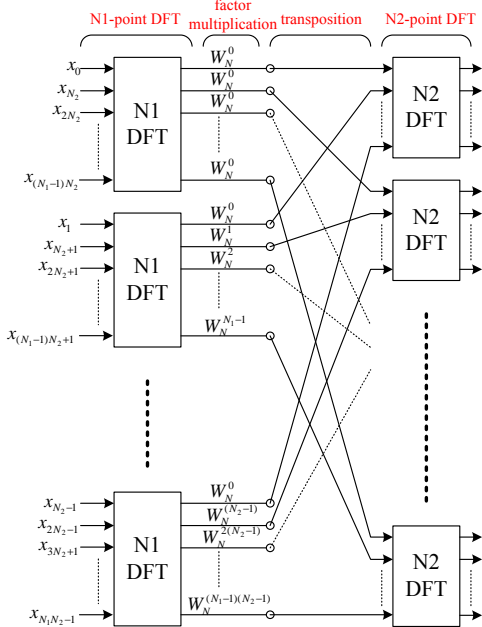 factor
N1-point DFT multiplication transposition N2-point DFT
x_0 W_N^0
x_{N_2} W_N^0
x_{2N_2} W_N^0
N1 DFT
N2 DFT
x_{(N_1-1)N_2} W_N^0
x_1 W_N^0
x_{N_2+1} W_N^1
x_{2N_2+1} W_N^2
N1 DFT
N2 DFT
x_{(N_1-1)N_2+1} W_N^{N_1-1}
x_{N_2-1} W_N^0
x_{2N_2-1} W_N^{(N_2-1)}
x_{3N_2+1} W_N^{2(N_2-1)}
N1 DFT
N2 DFT
x_{N_1N_2-1} W_N^{(N_1-1)(N_2-1)}